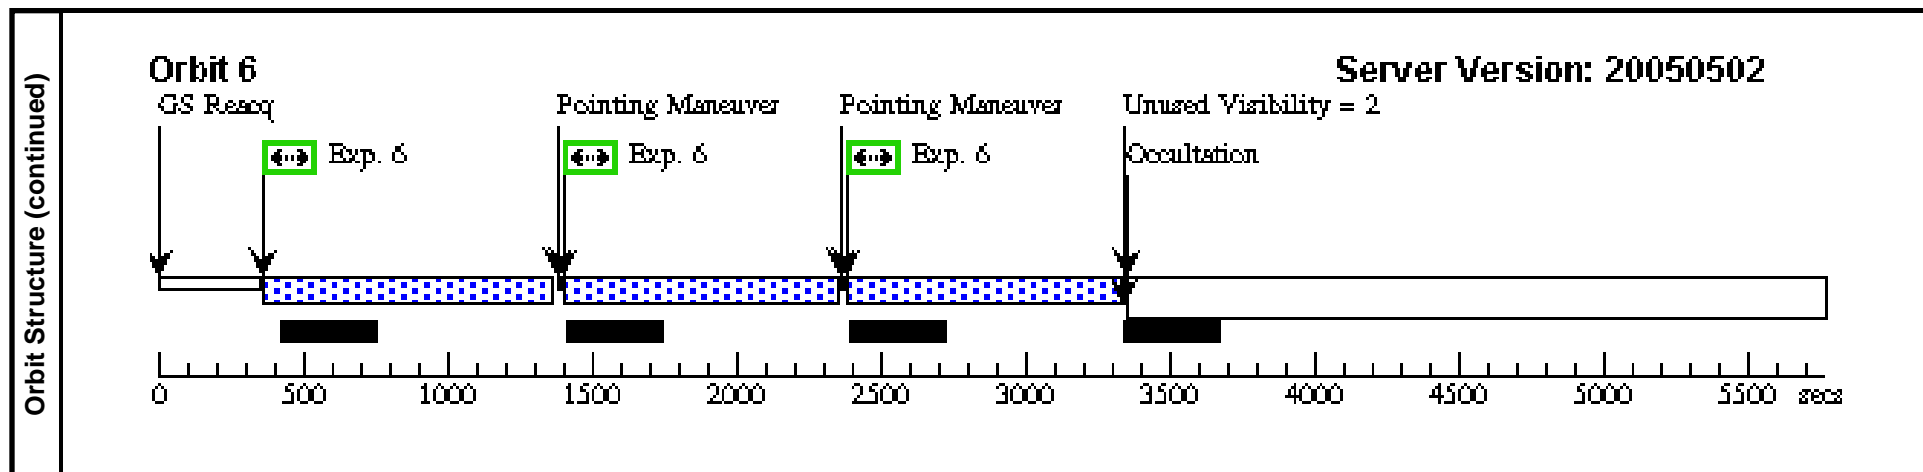 Orbit Structure (continued)
Orbit 6
Server Version: 20050502
GS Reacq
Pointing Maneuver
Pointing Maneuver
Unused Visibility = 2
Exp. 6
Exp. 6
Exp. 6
Occultation
0 500 1000 1500 2000 2500 3000 3500 4000 4500 5000 5500 secs